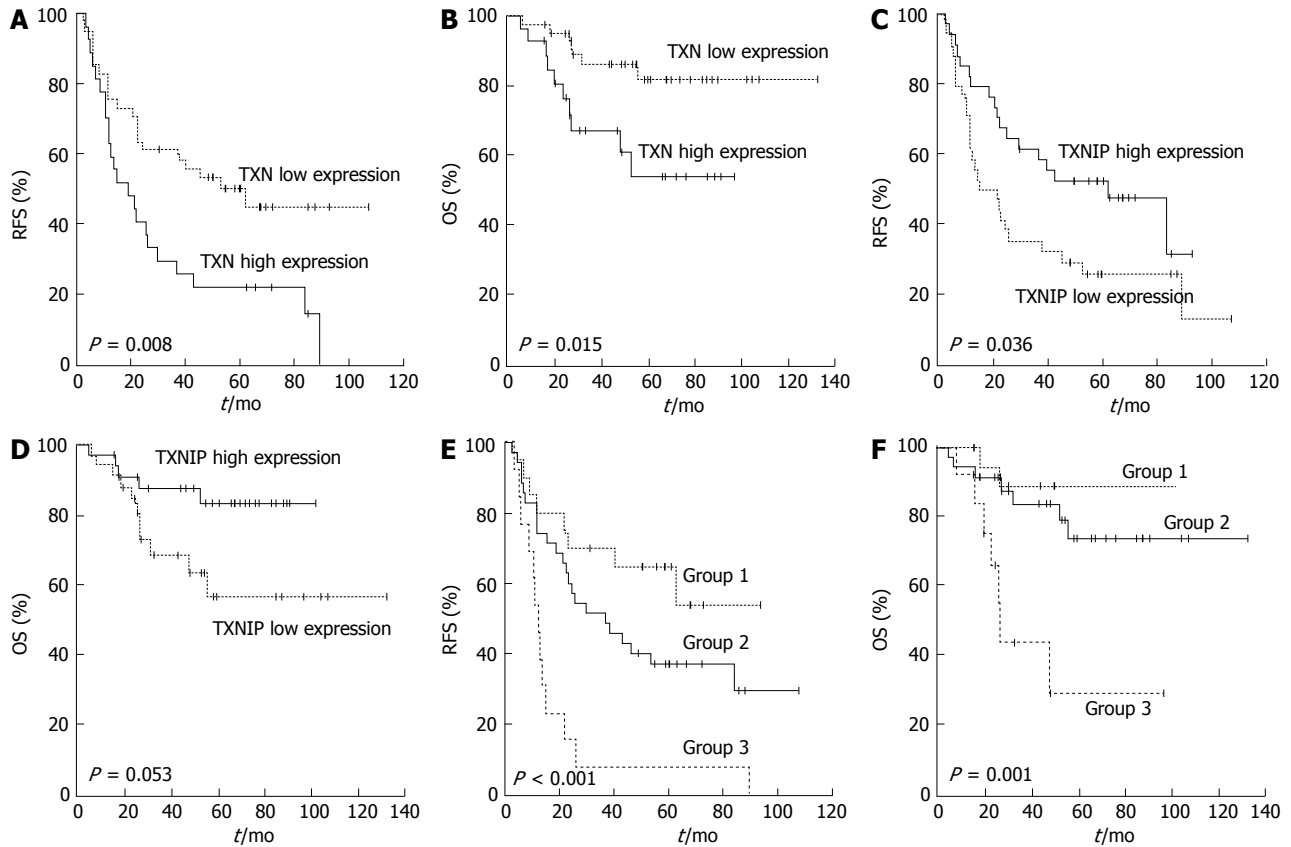 A
100
80
60
40
20
0
RFS (%)
TXN low expression
TXN high expression
P = 0.008
0 20 40 60 80 100 120
t/mo
B
100
80
60
40
20
0
OS (%)
TXN low expression
TXN high expression
P = 0.015
0 20 40 60 80 100 120 140
t/mo
C
100
80
60
40
20
0
RFS (%)
TXNIP high expression
TXNIP low expression
P = 0.036
0 20 40 60 80 100 120
t/mo
D
100
80
60
40
20
0
OS (%)
TXNIP high expression
TXNIP low expression
P = 0.053
0 20 40 60 80 100 120 140
t/mo
E
100
80
60
40
20
0
RFS (%)
Group 1
Group 2
Group 3
P < 0.001
0 20 40 60 80 100 120
t/mo
F
100
80
60
40
20
0
OS (%)
Group 1
Group 2
Group 3
P = 0.001
0 20 40 60 80 100 120 140
t/mo